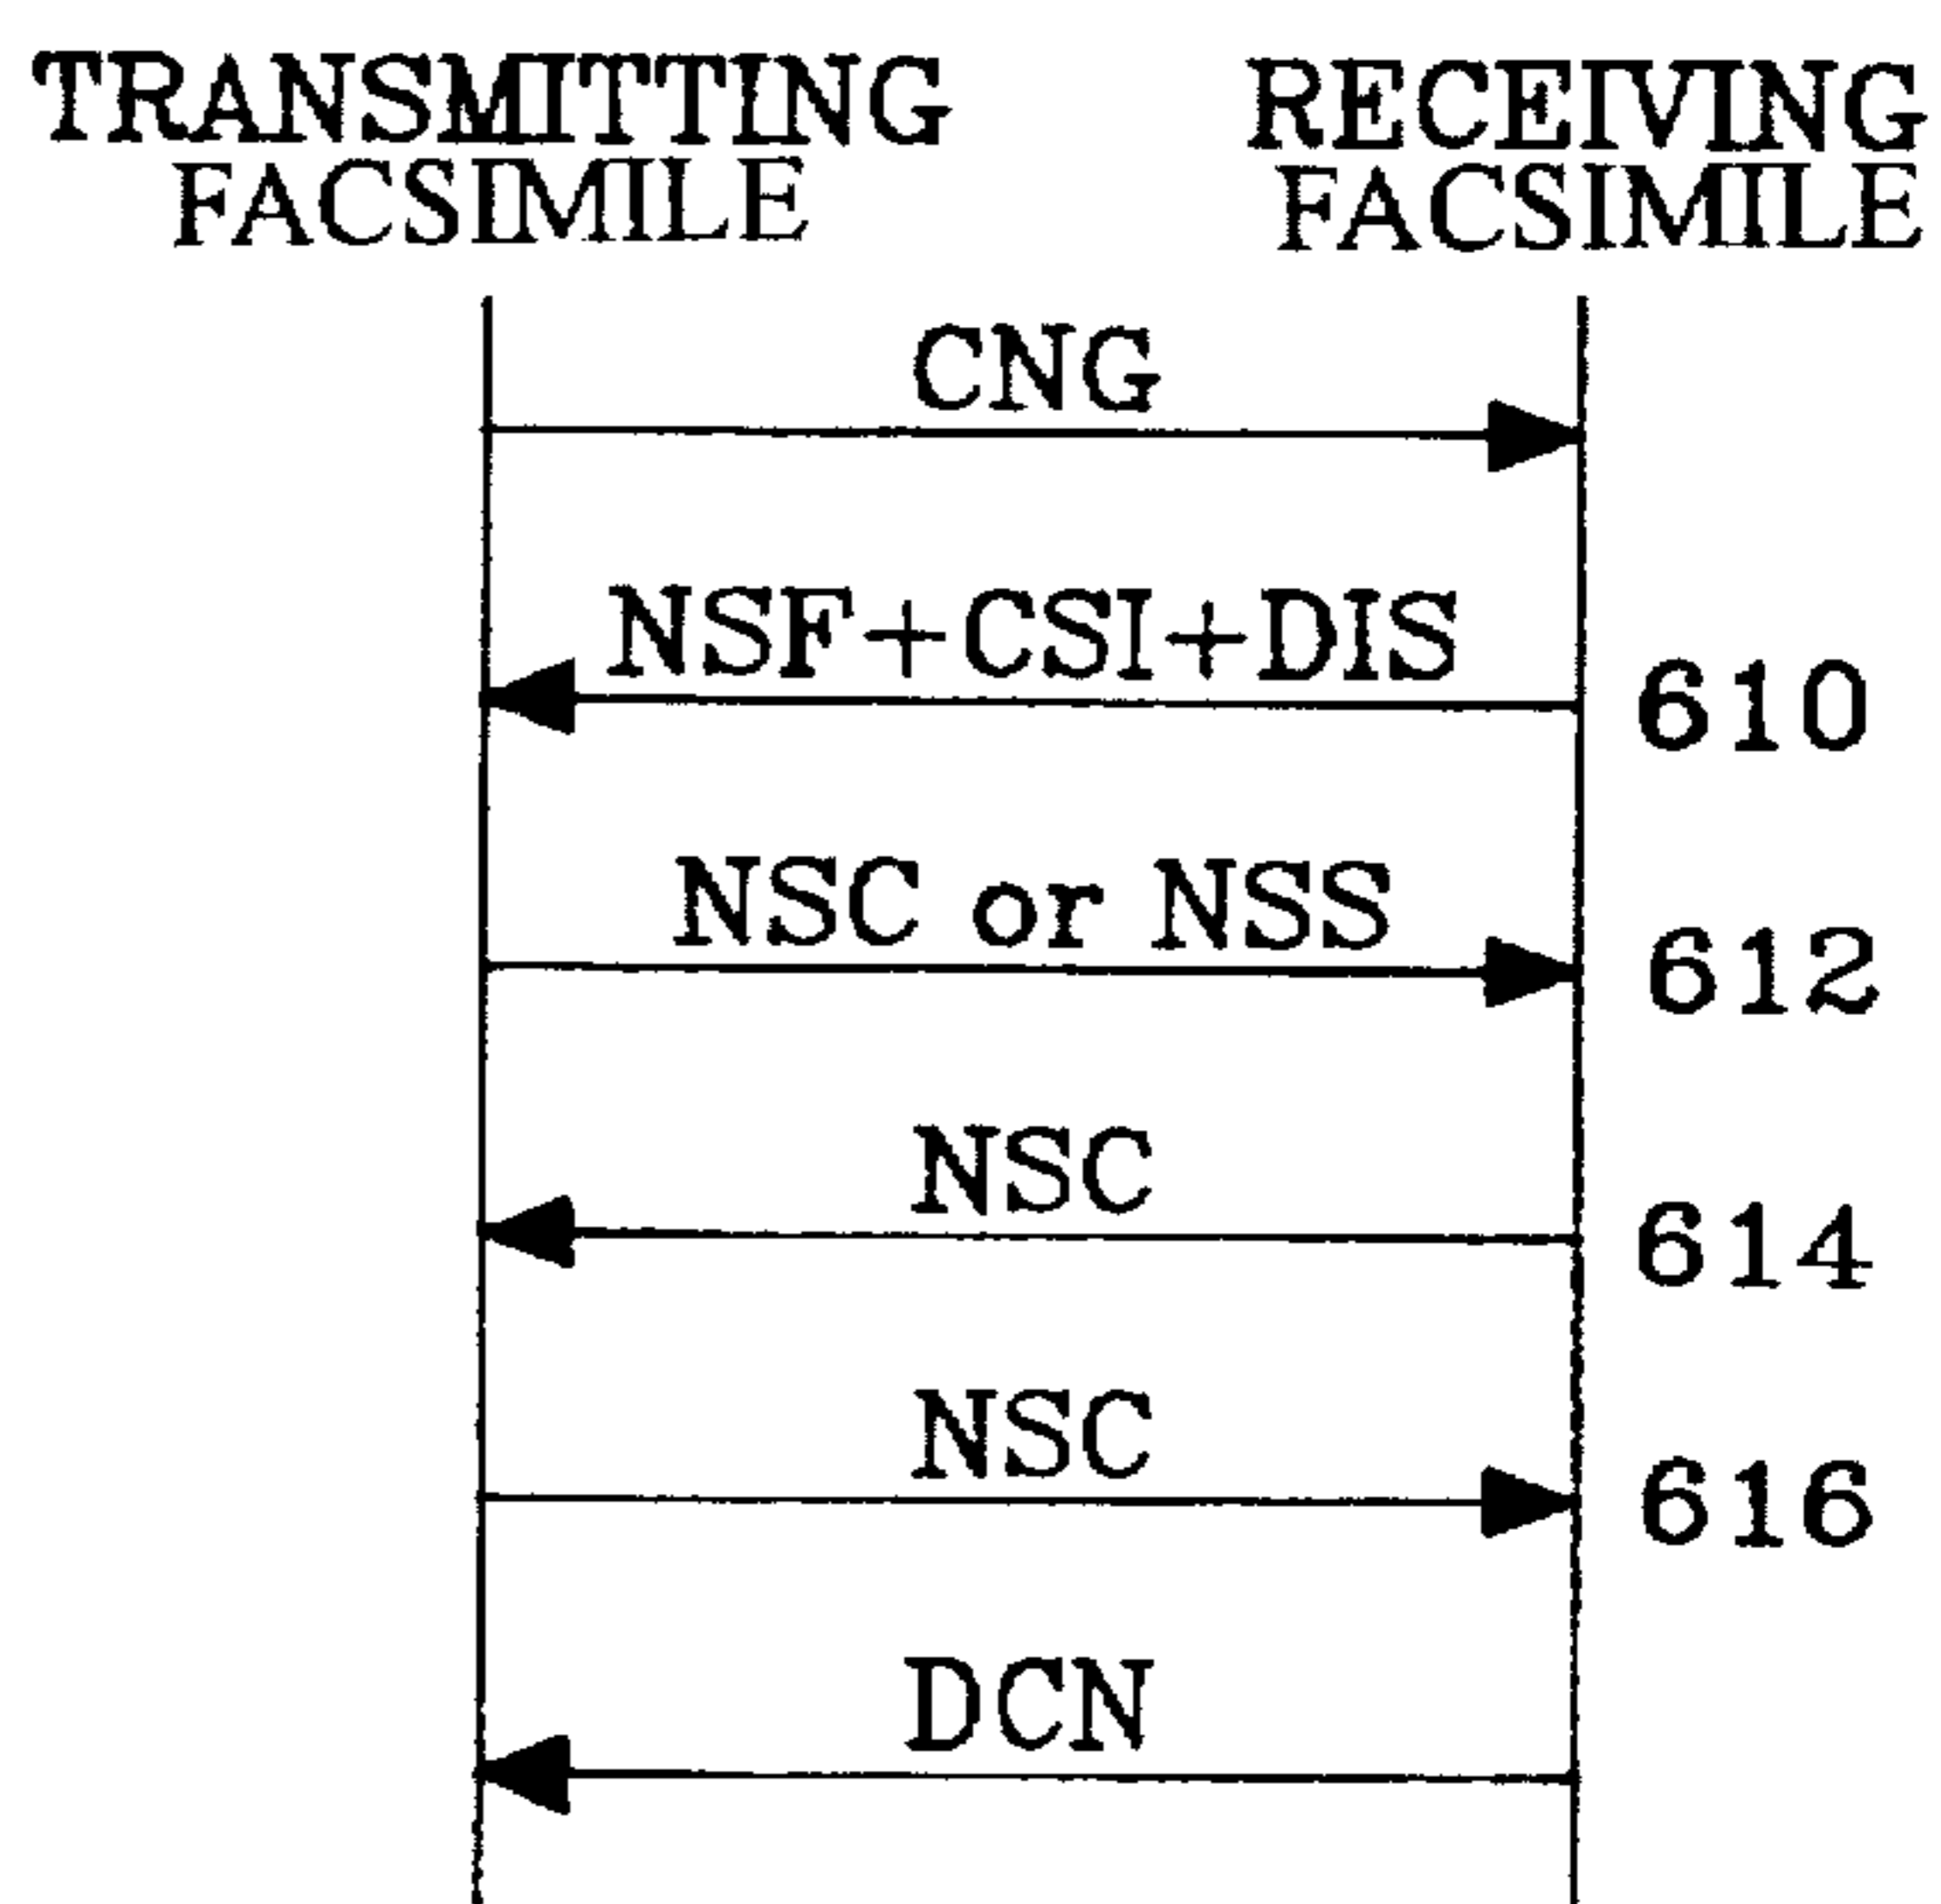 TRANSMITTING RECEIVING
FACSIMILE FACSIMILE
CNG
NSF+CSI+DIS
610
NSC or NSS
612
NSC
614
NSC
616
DCN